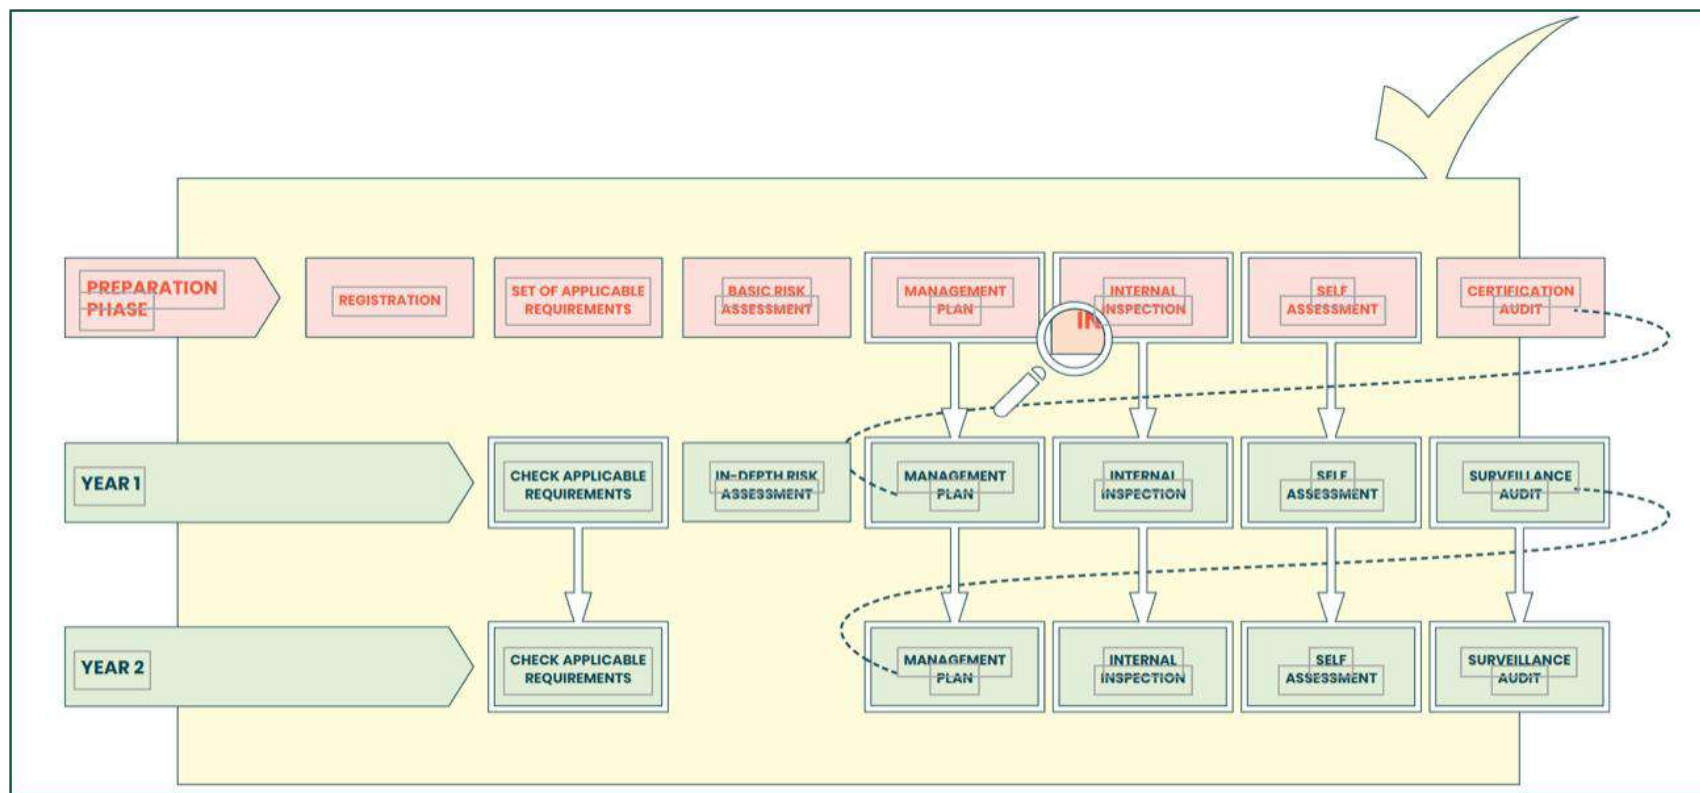 PREPARATION
PHASE
REGISTRATION
SET OF APPLICABLE
REQUIREMENTS
BASIC RISK
ASSESSMENT
MANAGEMENT
PLAN
INTERNAL
INSPECTION
IN
SELF
ASSESSMENT
CERTIFICATION
AUDIT
YEAR 1
CHECK APPLICABLE
REQUIREMENTS
IN-DEPTH RISK
ASSESSMENT
MANAGEMENT
PLAN
INTERNAL
INSPECTION
SELF
ASSESSMENT
SURVEILLANCE
AUDIT
YEAR 2
CHECK APPLICABLE
REQUIREMENTS
MANAGEMENT
PLAN
INTERNAL
INSPECTION
SELF
ASSESSMENT
SURVEILLANCE
AUDIT